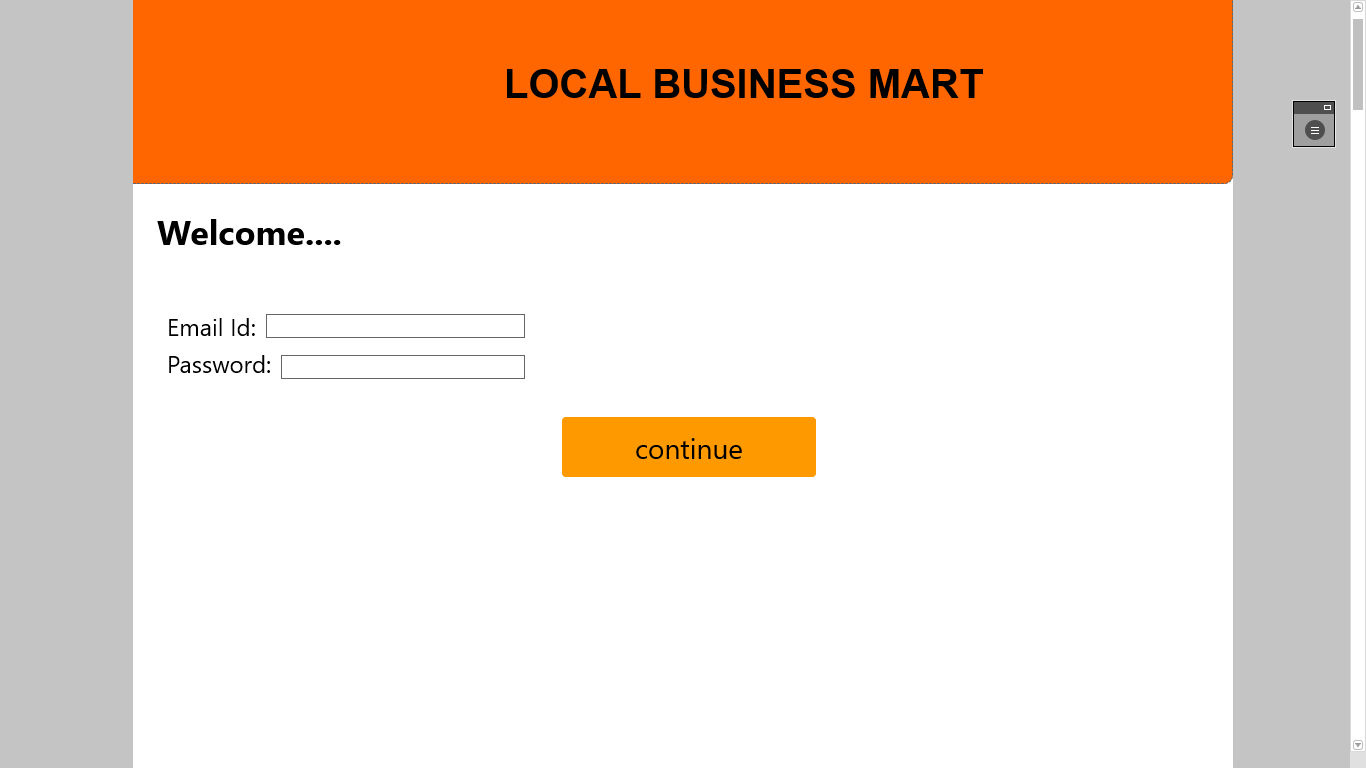 LOCAL BUSINESS MART
Welcome....
Email Id:
Password:
continue